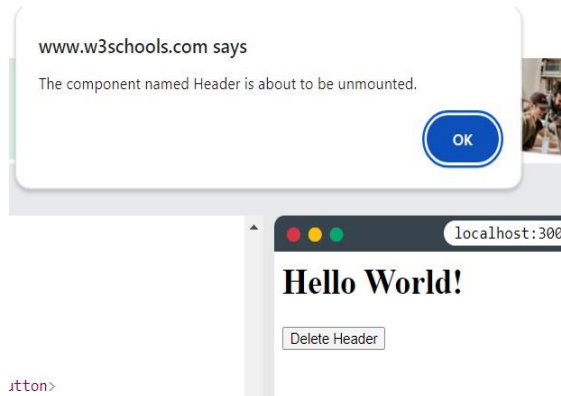 www.w3schools.com says
The component named Header is about to be unmounted.
OK
localhost:300
Hello World!
Delete Header
utton>